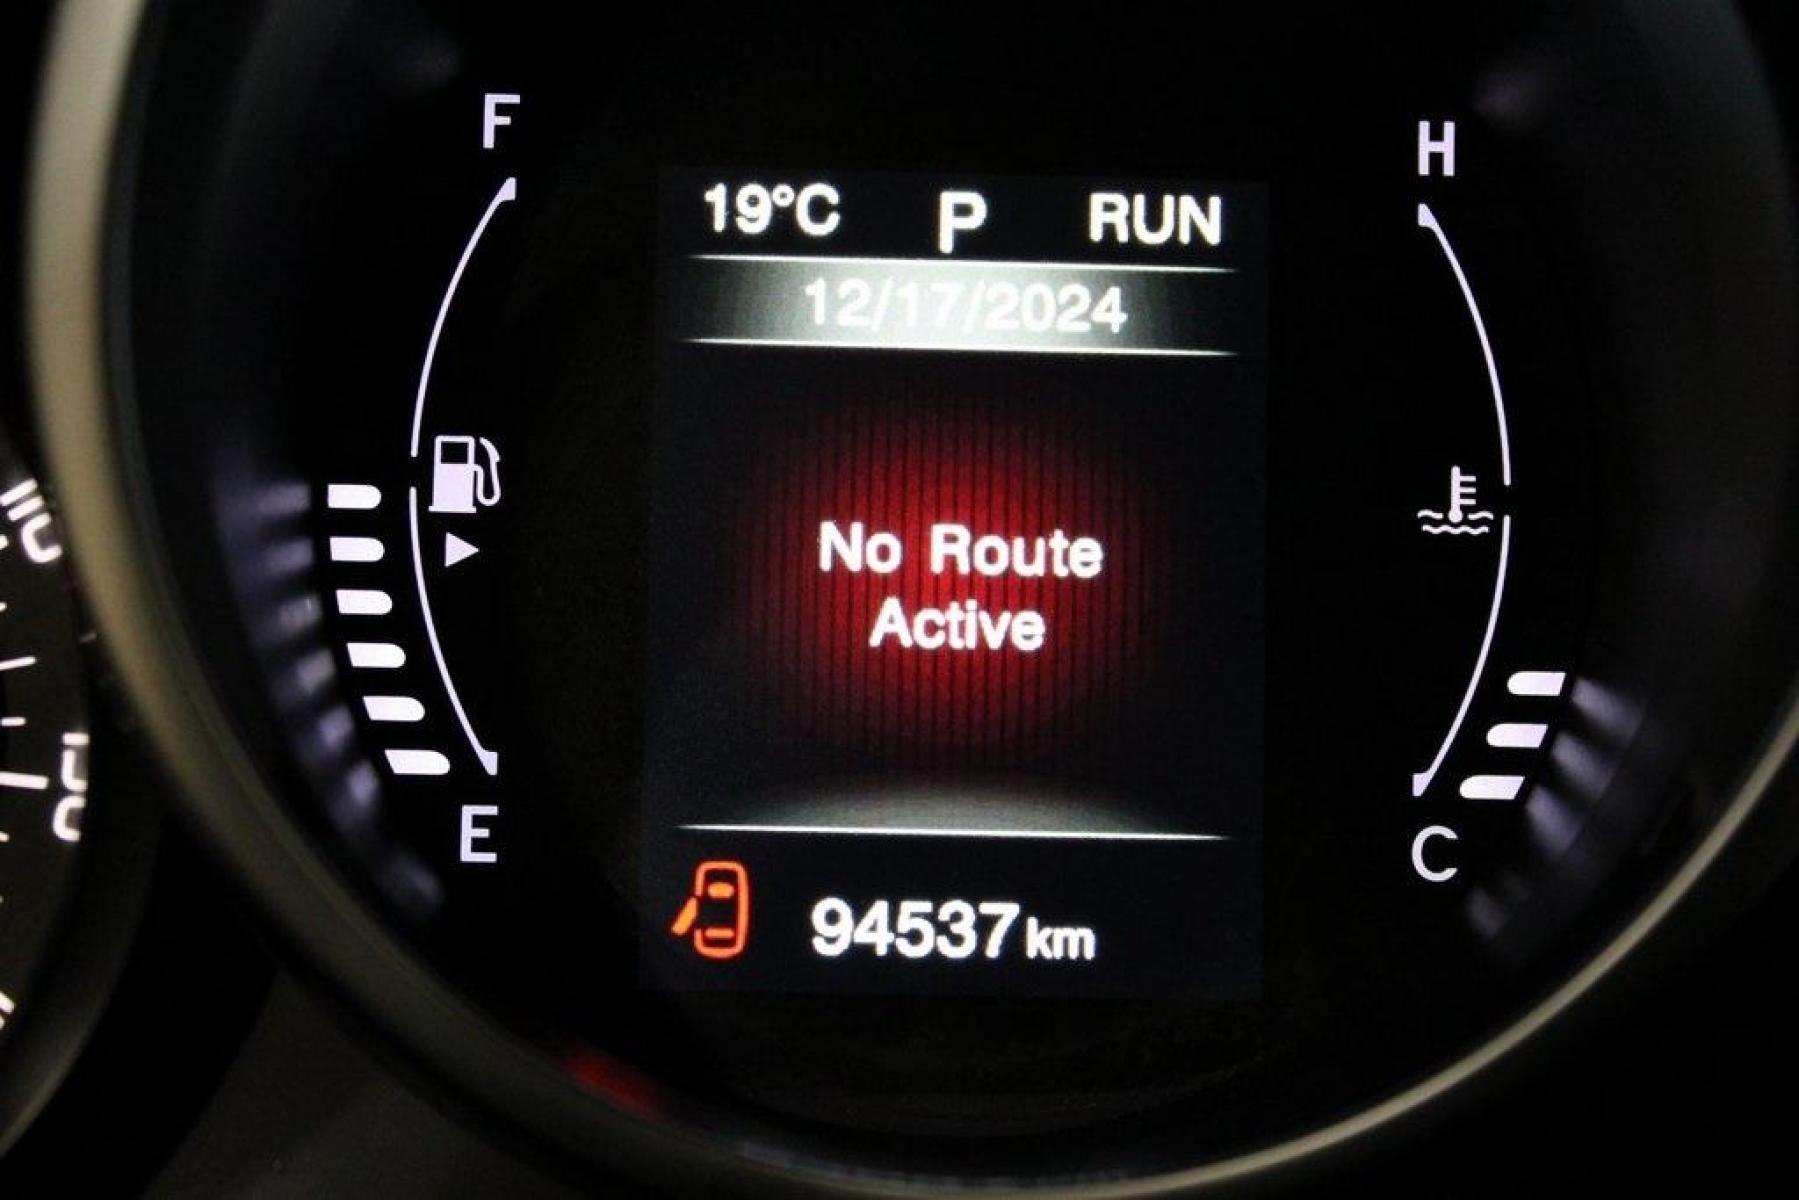 F
H
19°C P RUN
12/17/2024
No Route
Active
E
C
94537 km